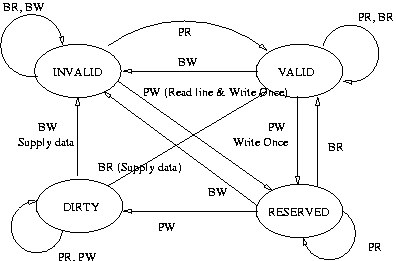 BR, BW
PR
PR, BR
INVALID
BW
VALID
PW (Read line & Write Once)
BW
Supply data
PW
Write Once
BR
BR (Supply data)
BW
DIRTY
PW
RESERVED
PR, PW
PR